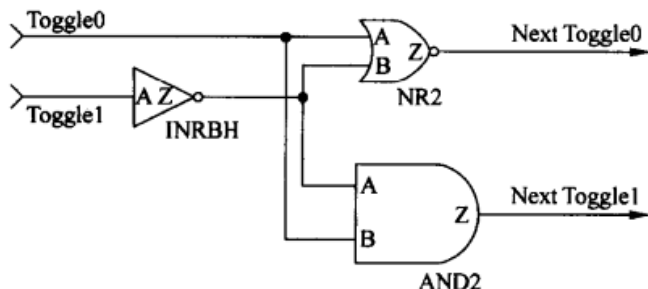 Toggle0
A
B
Z
Next Toggle0
NR2
A Z
Toggle1
INRBH
A
B
Z
Next Toggle1
AND2